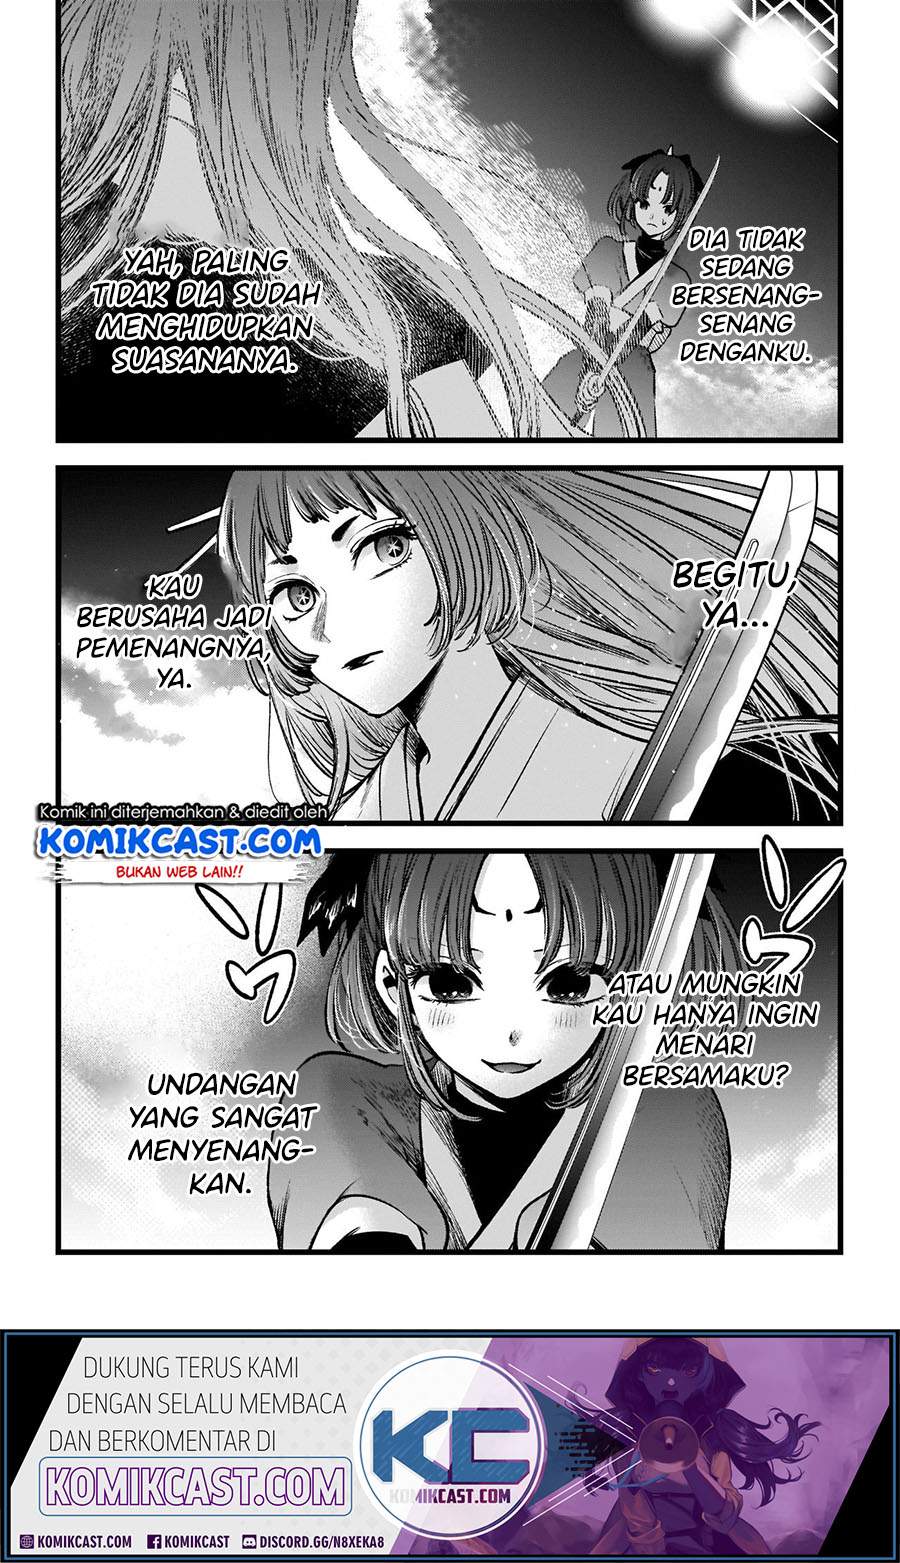 DIA TIDAK
SEDANG
BERSENANG-
SENANG
DENGANKU.
YAH, PALING
TIDAK DIA SUDAH
MENGHIDUPKAN
SUASANANYA.
BEGITU,
YA...
KAU
BERUSAHA JADI
PEMENANGNYA,
YA.
Komik ini diterjemahkan & diedit oleh
KOMIKCAST.COM
BUKAN WEB LAIN!!
ATAU MUNGKIN
KAU HANYA INGIN
MENARI
BERSAMAKU?
UNDANGAN
YANG SANGAT
MENYENANG-
KAN.
DUKUNG TERUS KAMI
DENGAN SELALU MEMBACA
DAN BERKOMENTAR DI
KOMIKCAST.COM
KC
KOMIKCAST.COM
KOMIKCAST.COM
KOMIKCAST
DISCORD.GG/N8XEKA8